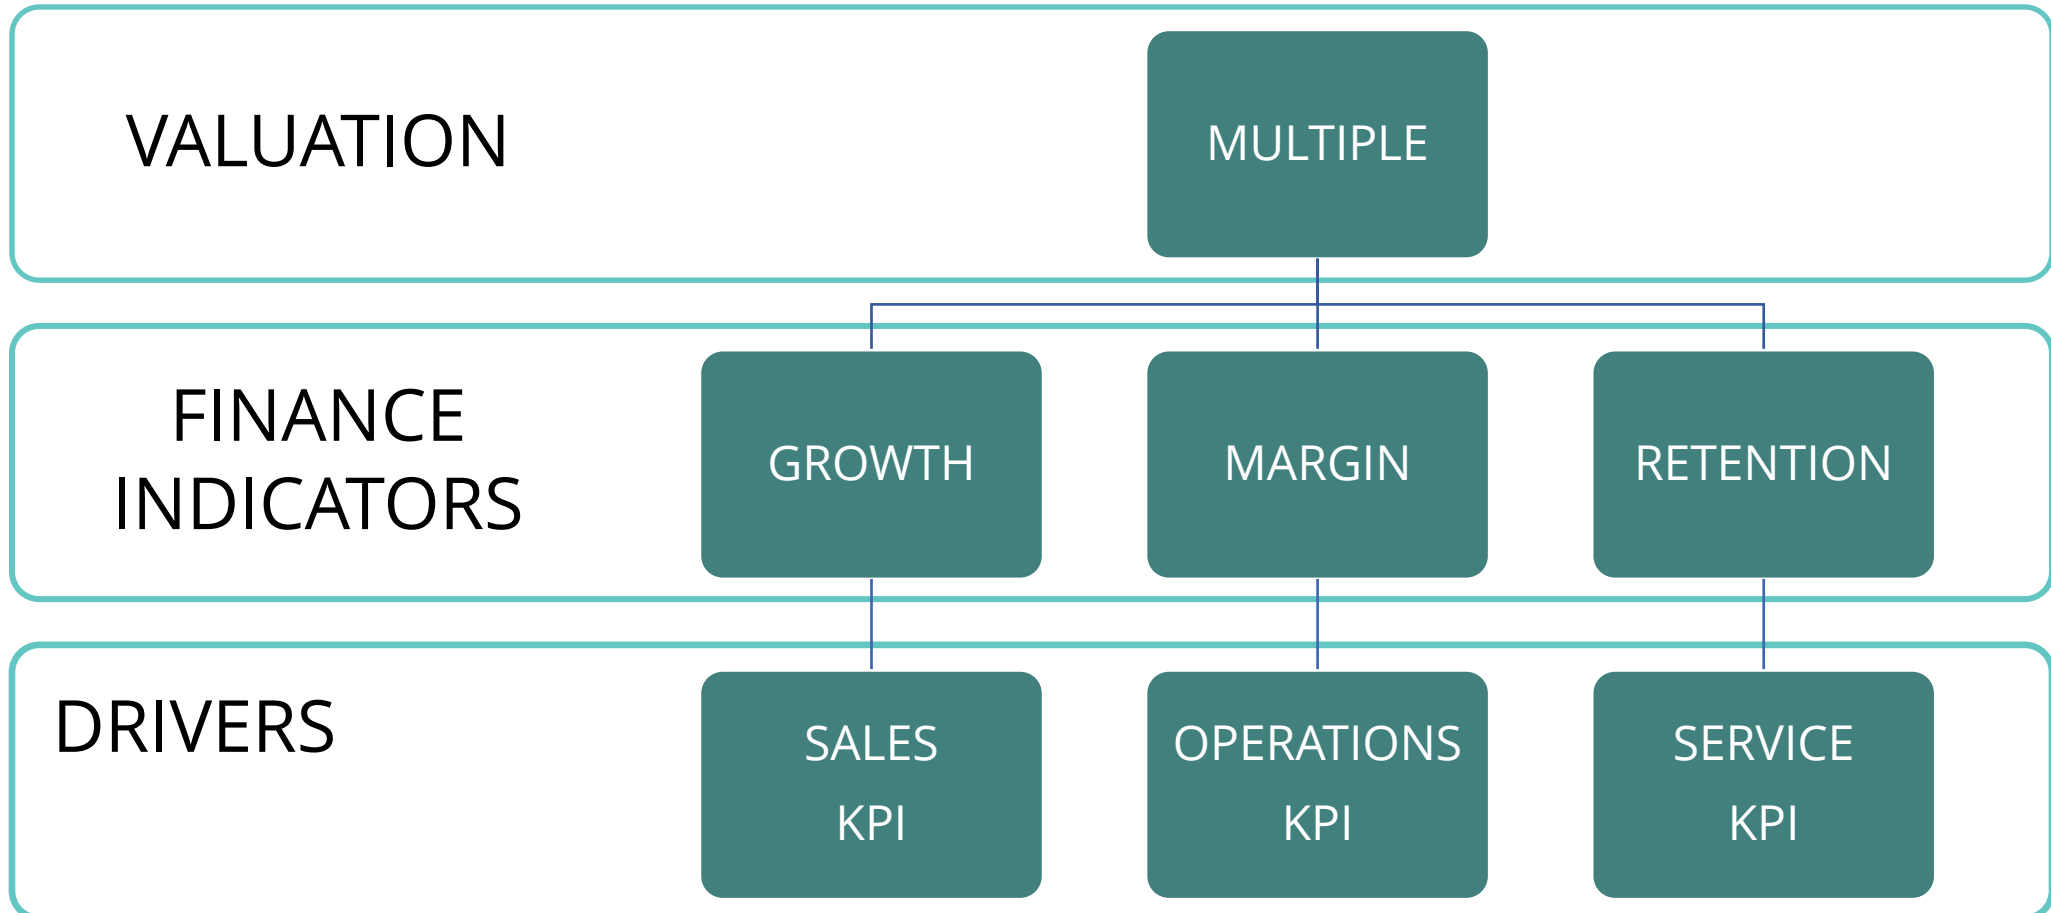 VALUATION
MULTIPLE
FINANCE
INDICATORS
GROWTH
MARGIN
RETENTION
DRIVERS
SALES
KPI
OPERATIONS
KPI
SERVICE
KPI